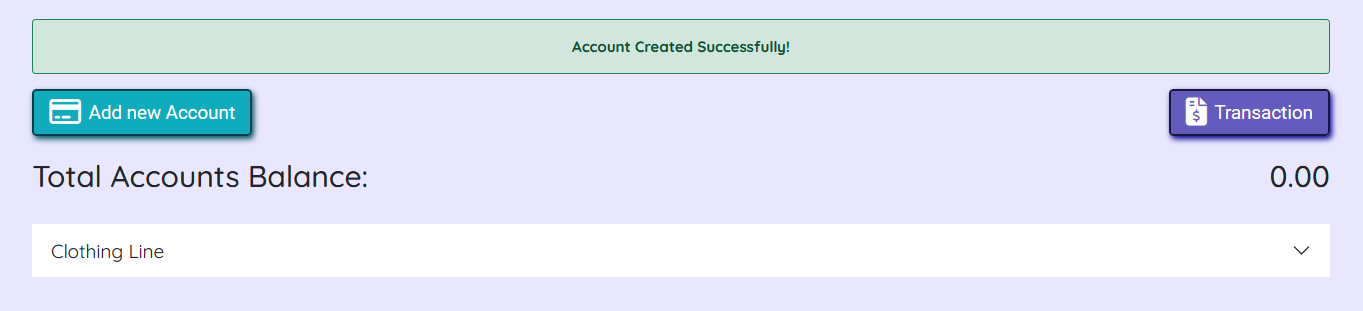 Account Created Successfully!
Add new Account
Transaction
Total Accounts Balance: 0.00
Clothing Line